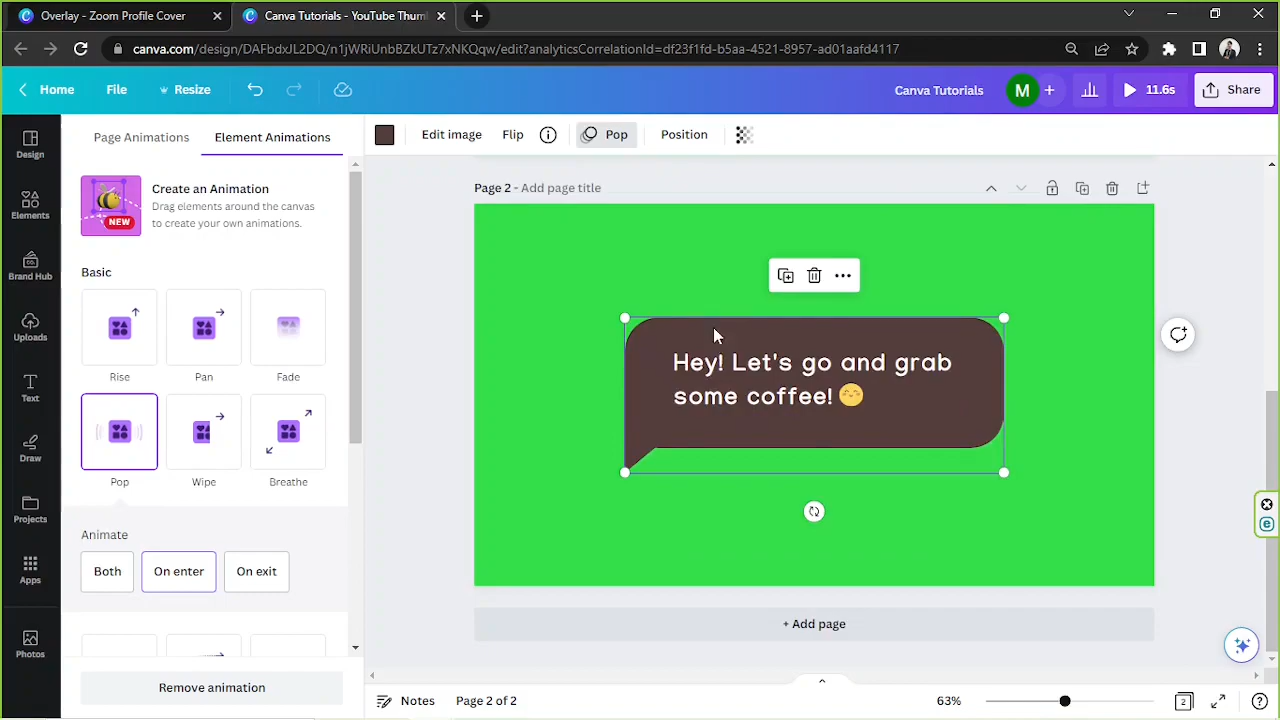 Overlay - Zoom Profile Cover
Canva Tutorials - YouTube Thumb
canva.com/design/DAFbdxJL2DQ/n1jWRiUnbBZkUTz7xNKQqw/edit?analyticsCorrelationId=df23f1fd-b5aa-4521-8957-ad01aafd4117
Home
File
Resize
Canva Tutorials
M
11.6s
Share
Design
Elements
Brand Hub
Uploads
Text
Draw
Projects
Apps
Photos
Page Animations
Element Animations
Create an Animation
Drag elements around the canvas
to create your own animations.
NEW
Basic
Rise
Pan
Fade
Pop
Wipe
Breathe
Animate
Both
On enter
On exit
Remove animation
Edit image
Flip
Pop
Position
Page 2 - Add page title
Hey! Let's go and grab
some coffee! 😊
+ Add page
Notes
Page 2 of 2
63%
2